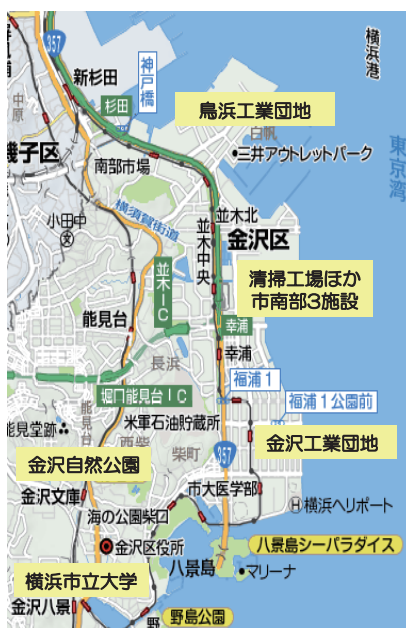 357
新杉田
神戸橋
横浜港
杉田
鳥浜工業団地
中原
白帆
東京湾
磯子区
南部市場
三井アウトレットパーク
横須賀街道
並木北
小田中
金沢区
並木中央
並木IC
清掃工場ほか
市南部3施設
能見台
幸浦
長浜
幸浦
福浦1
堀口能見台IC
福浦1公園前
米軍石油貯蔵所
能見堂跡
西柴
柴町
金沢工業団地
金沢自然公園
357
金沢文庫
市大医学部
海の公園柴口
H横浜ヘリポート
金沢区役所
八景島シーパラダイス
八景島
マリーナ
横浜市立大学
金沢八景
野
野島公園